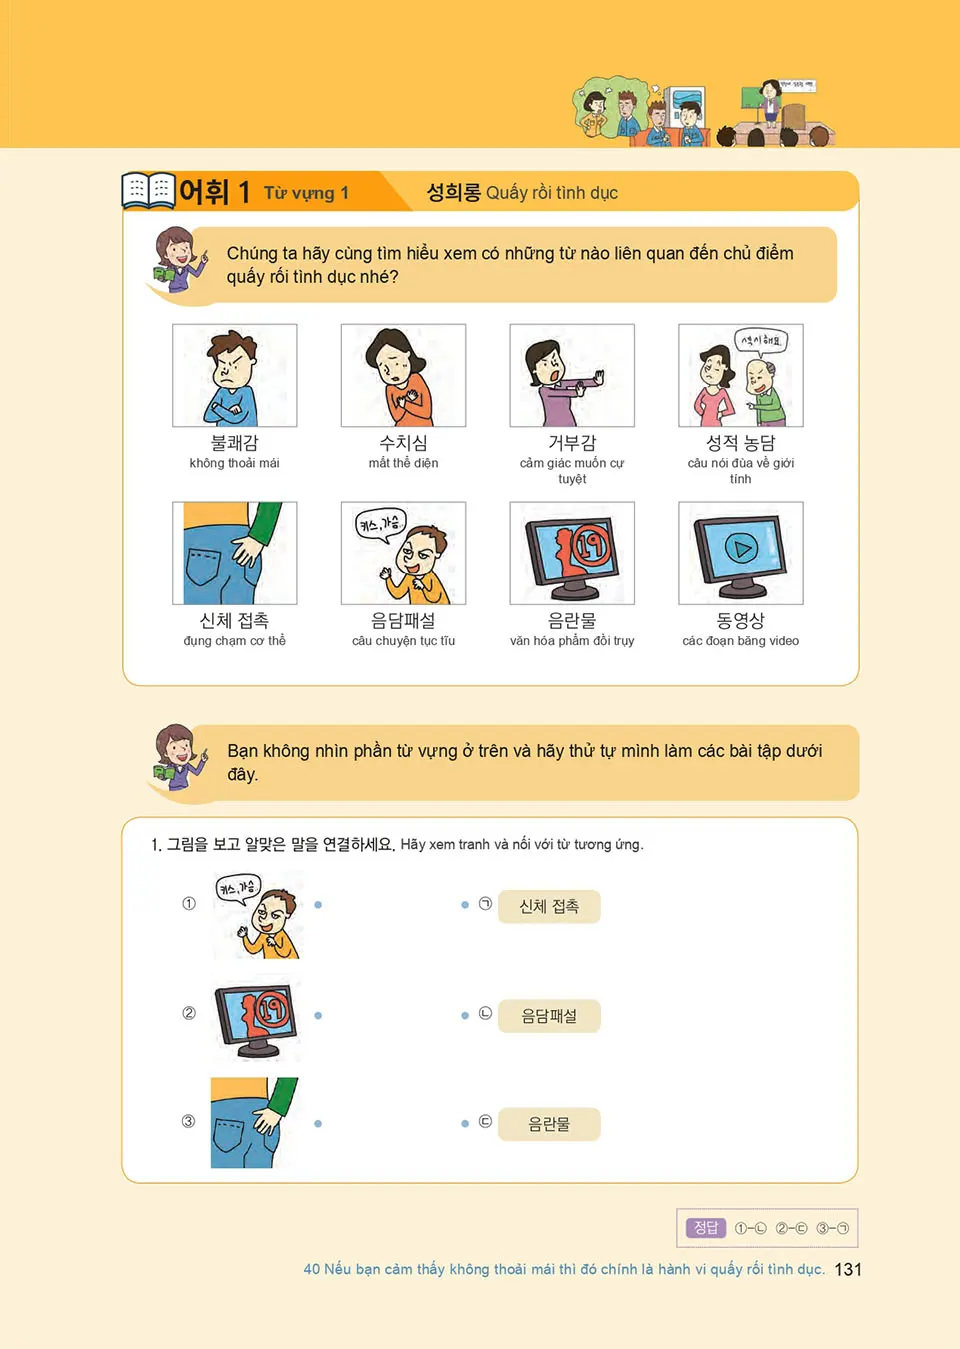 어휘 1 Từ vựng 1 성희롱 Quấy rồi tình dục
Chúng ta hãy cùng tìm hiểu xem có những từ nào liên quan đến chủ điểm
quấy rối tình dục nhé?
섹시해요.
불쾌감 수치심 거부감 성적 농담
không thoải mái mất thể diện cảm giác muốn cự tuyệt câu nói đùa về giới tính
키스, 가슴..
19
신체 접촉 음담패설 음란물 동영상
đụng chạm cơ thể câu chuyện tục tĩu văn hóa phẩm đồi trụy các đoạn băng video
Bạn không nhìn phần từ vựng ở trên và hãy thử tự mình làm các bài tập dưới
đây.
1. 그림을 보고 알맞은 말을 연결하세요. Hãy xem tranh và nối với từ tương ứng.
키스, 가슴..
① ㉠ 신체 접촉
19
② ㉡ 음담패설
③ ㉢ 음란물
정답 ①-㉡ ②-㉢ ③-㉠
40 Nếu bạn cảm thấy không thoải mái thì đó chính là hành vi quấy rối tình dục. 131